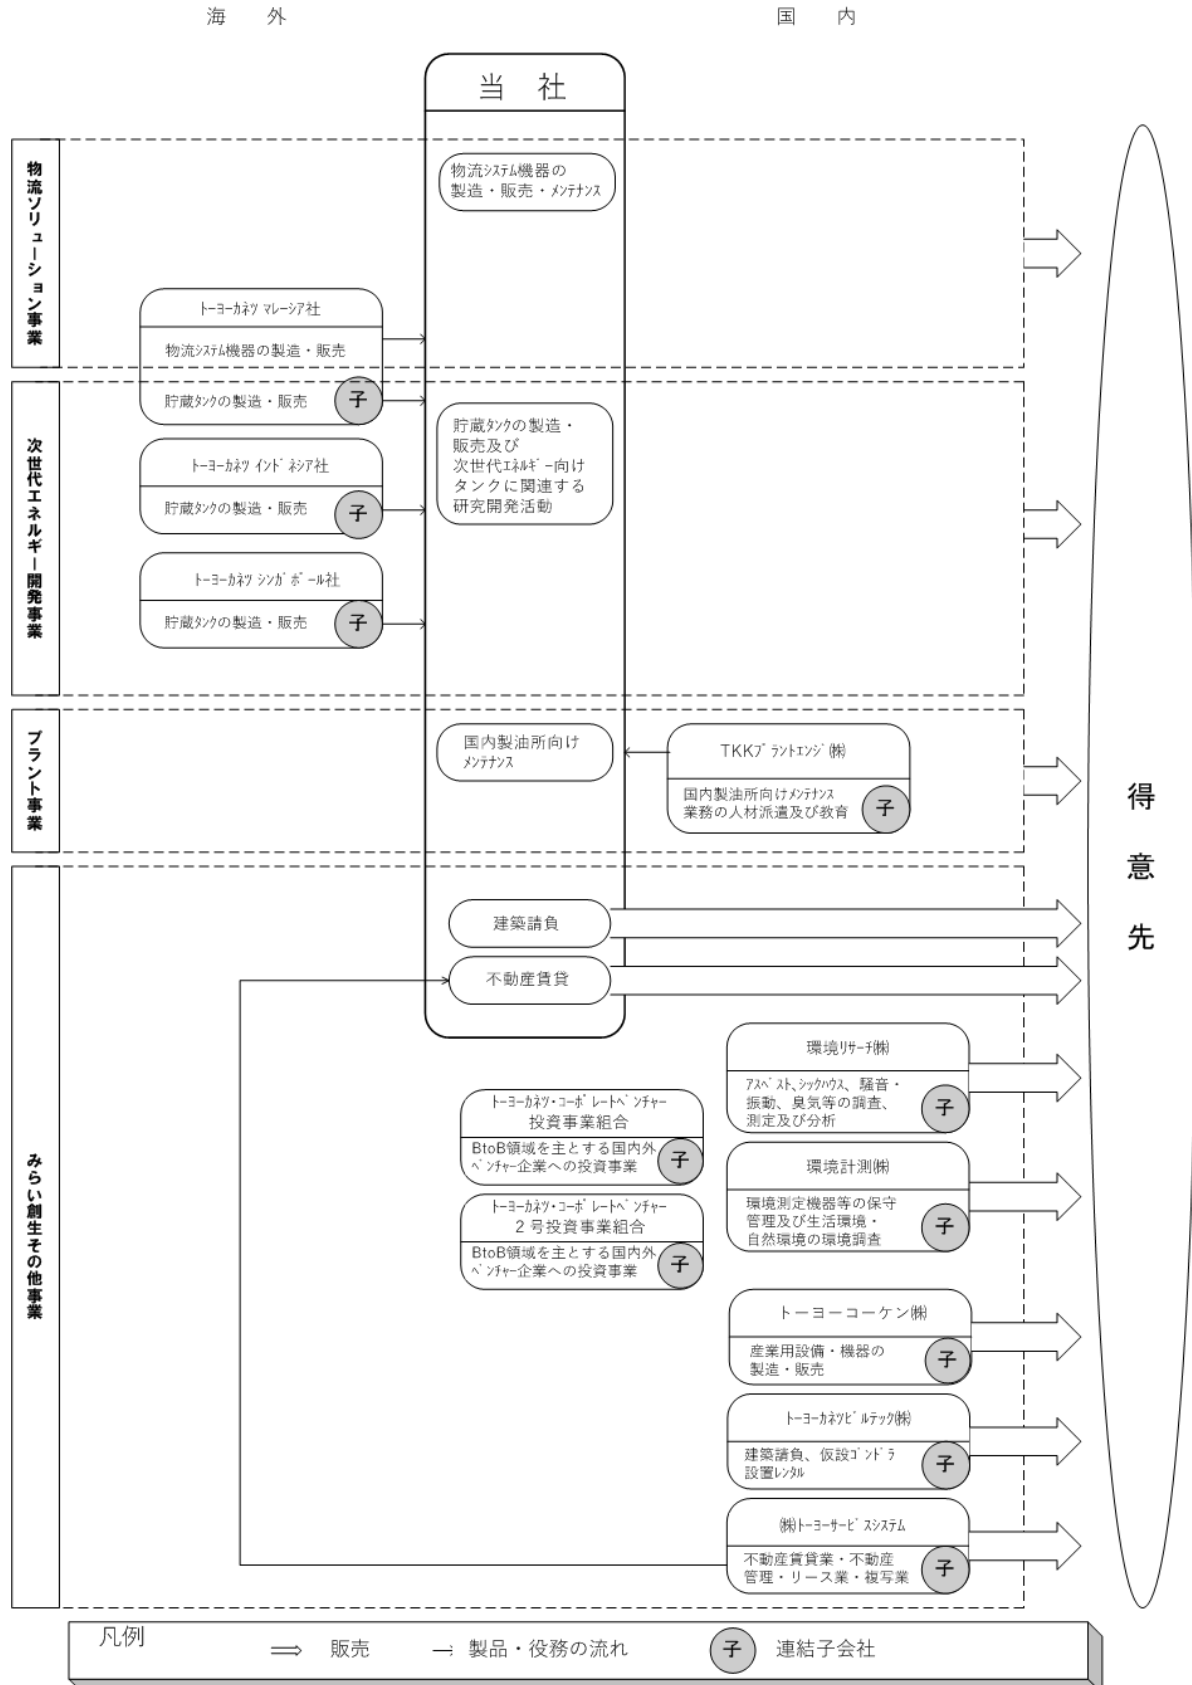 海　外
国　内
当　社
物流ソリューション事業
物流ｼｽﾃﾑ機器の
製造・販売・ﾒﾝﾃﾅﾝｽ
ﾄｰﾖｰｶﾈﾂ ﾏﾚｰｼｱ社
物流ｼｽﾃﾑ機器の製造・販売
貯蔵ﾀﾝｸの製造・販売
子
次世代エネルギー開発事業
貯蔵ﾀﾝｸの製造・
販売及び
次世代ｴﾈﾙｷﾞｰ向け
タンクに関連する
研究開発活動
ﾄｰﾖｰｶﾈﾂ ｲﾝﾄﾞﾈｼｱ社
貯蔵ﾀﾝｸの製造・販売
子
ﾄｰﾖｰｶﾈﾂ ｼﾝｶﾞﾎﾟｰﾙ社
貯蔵ﾀﾝｸの製造・販売
子
プラント事業
国内製油所向け
ﾒﾝﾃﾅﾝｽ
TKKﾌﾟﾗﾝﾄｴﾝｼﾞ㈱
国内製油所向けﾒﾝﾃﾅﾝｽ
業務の人材派遣及び教育
子
得意先
みらい創生その他事業
建築請負
不動産賃貸
環境ﾘｻｰﾁ㈱
ｱｽﾍﾞｽﾄ､ｼｯｸﾊｳｽ、騒音・
振動、臭気等の調査、
測定及び分析
子
ﾄｰﾖｰｶﾈﾂ・ｺｰﾎﾟﾚｰﾄﾍﾞﾝﾁｬｰ
投資事業組合
BtoB領域を主とする国内外
ﾍﾞﾝﾁｬｰ企業への投資事業
子
環境計測㈱
環境測定機器等の保守
管理及び生活環境・
自然環境の環境調査
子
ﾄｰﾖｰｶﾈﾂ・ｺｰﾎﾟﾚｰﾄﾍﾞﾝﾁｬｰ
２号投資事業組合
BtoB領域を主とする国内外
ﾍﾞﾝﾁｬｰ企業への投資事業
子
トーヨーコーケン㈱
産業用設備・機器の
製造・販売
子
ﾄｰﾖｰｶﾈﾂﾋﾞﾙﾃｯｸ㈱
建築請負、仮設ｺﾞﾝﾄﾞﾗ
設置ﾚﾝﾀﾙ
子
㈱ﾄｰﾖｰｻｰﾋﾞｽｼｽﾃﾑ
不動産賃貸業・不動産
管理・リース業・複写業
子
凡例
⇒　販売　→　製品・役務の流れ　子　連結子会社